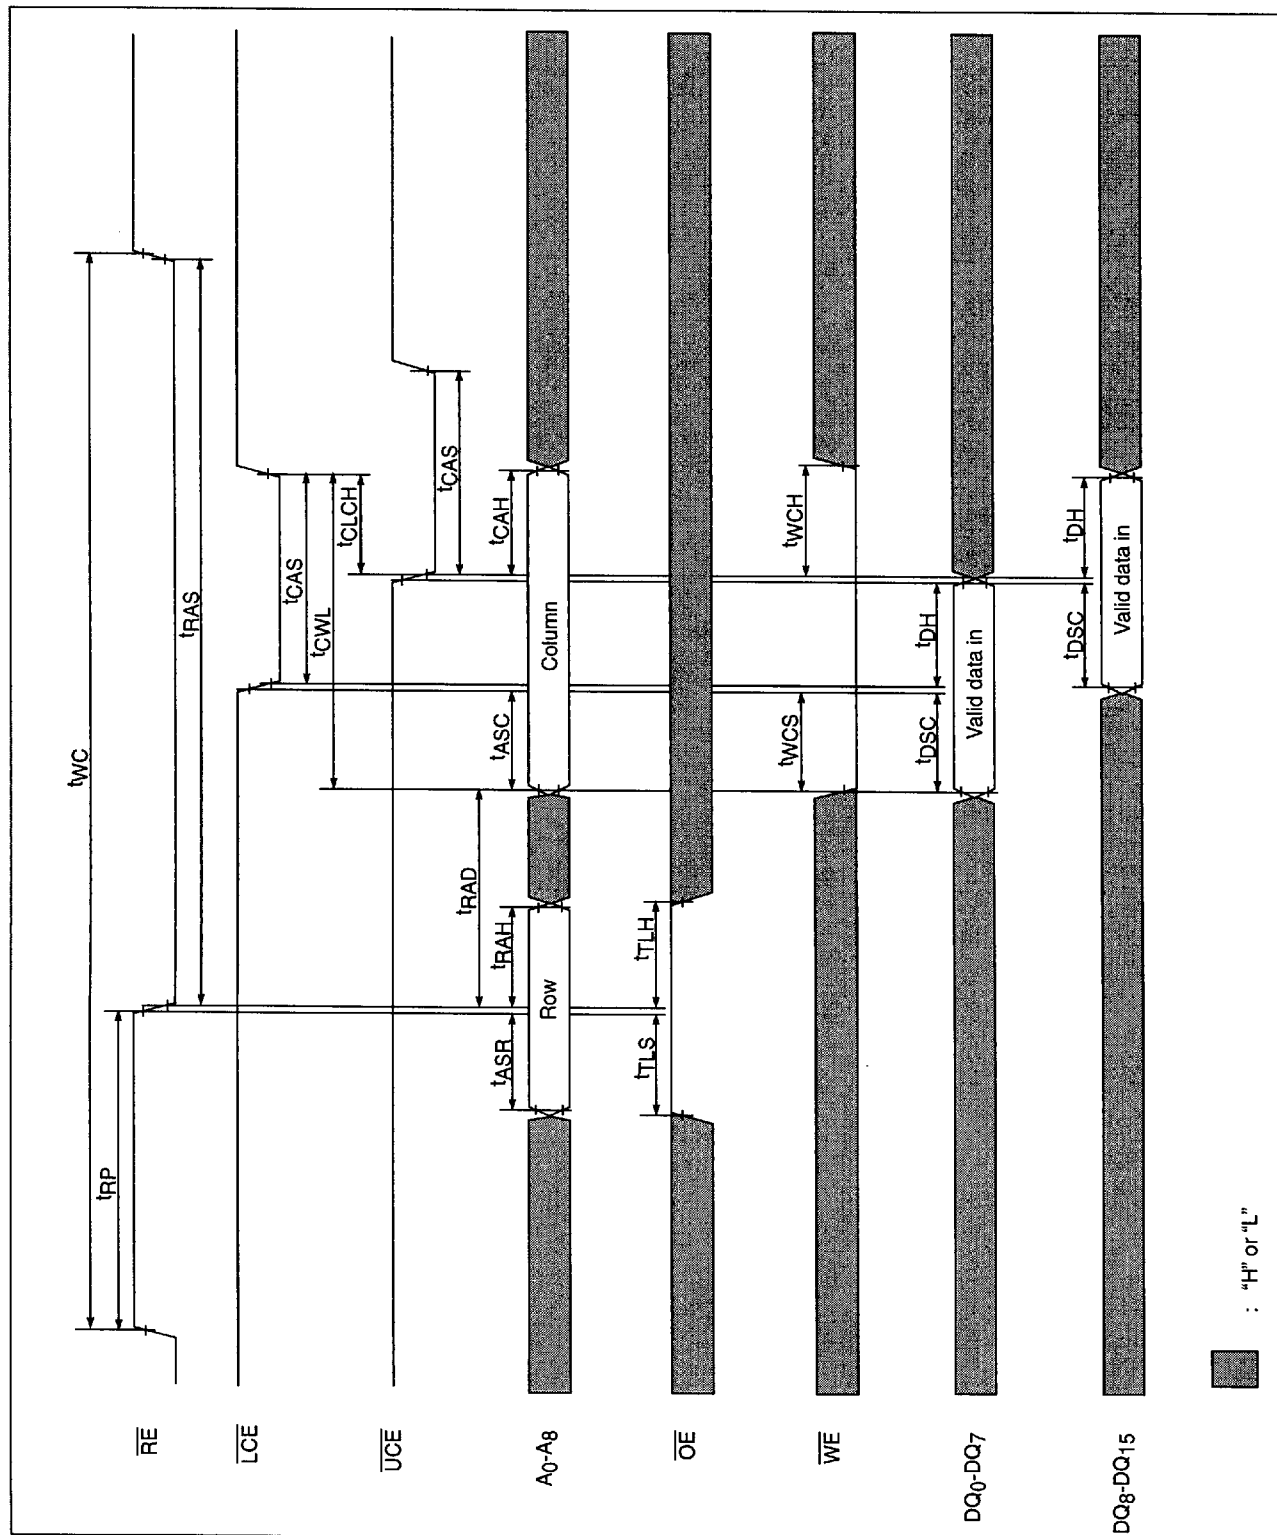 tWC
tRP
tRAS
RE
LCE
tCAS
tCWL
tCLCH
UCE
tCAS
tRAD
tASR
tRAH
tASC
tCAH
A0-A8
Row
Column
OE
tTLS
tTLH
WE
tWCS
tWCH
tDSC
tDH
DQ0-DQ7
Valid data in
tDSC
tDH
DQ8-DQ15
Valid data in
: "H" or "L"